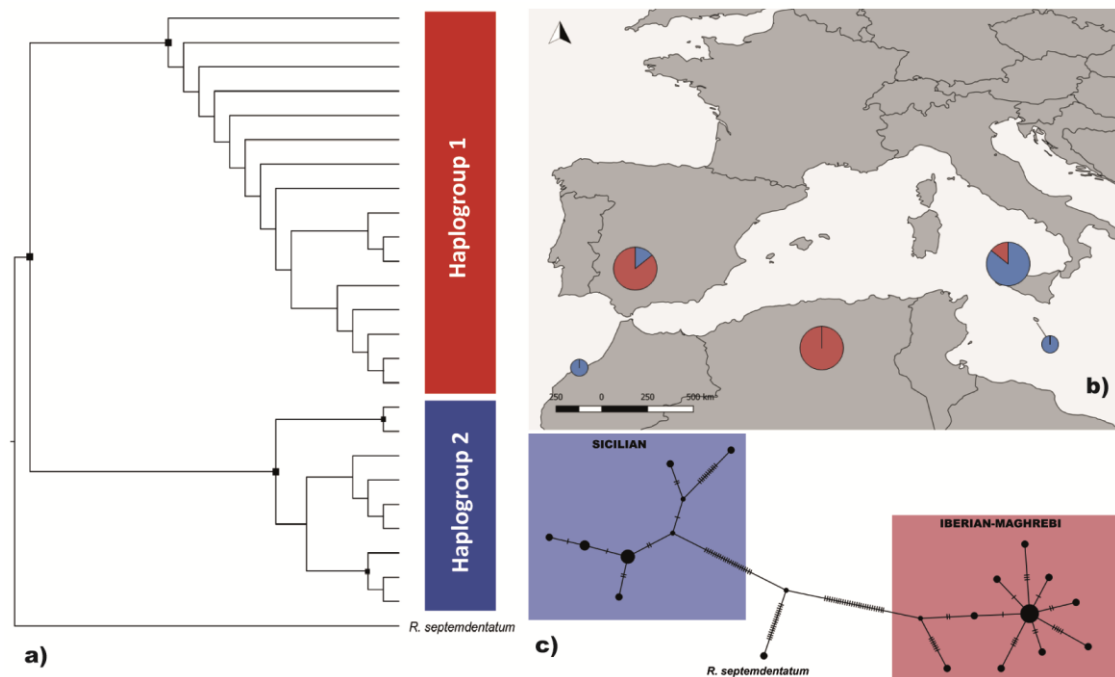 Haplogroup 1
Haplogroup 2
R. septemdentatum
a)
250 0 250 500 km
b)
SICILIAN
IBERIAN-MAGHREBI
R. septemdentatum
c)